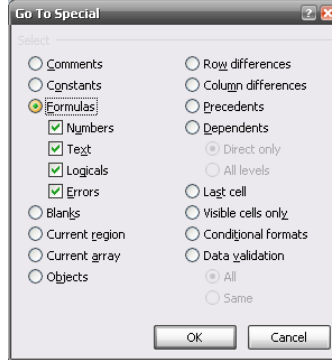 Go To Special
Select
Comments
Constants
Formulas
Numbers
Text
Logicals
Errors
Blanks
Current region
Current array
Objects
Row differences
Column differences
Precedents
Dependents
Direct only
All levels
Last cell
Visible cells only
Conditional formats
Data validation
All
Same
OK
Cancel